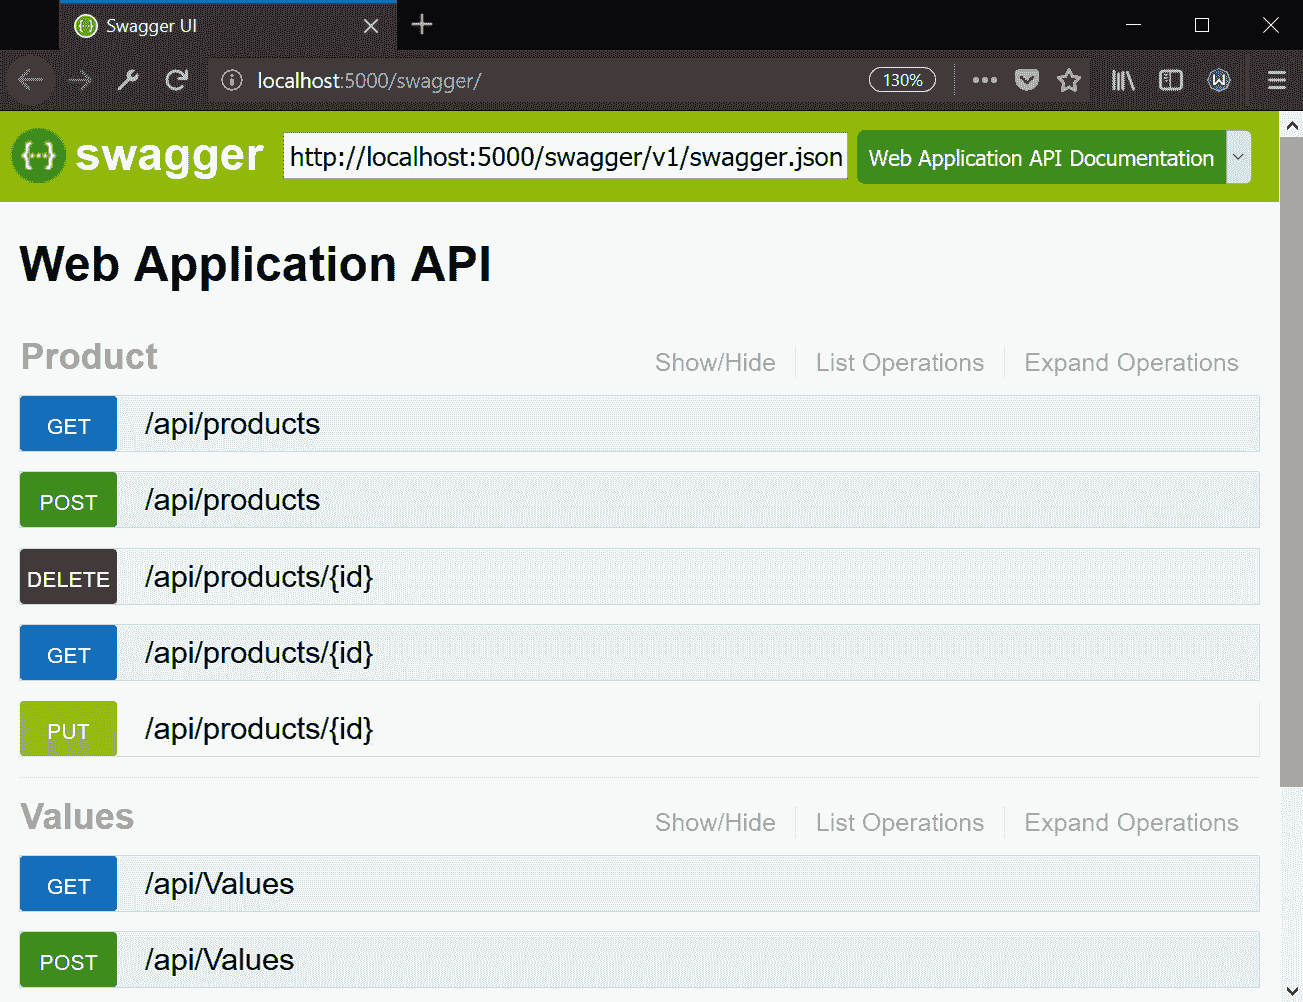 Swagger UI
localhost:5000/swagger/
130%
swagger
http://localhost:5000/swagger/v1/swagger.json
Web Application API Documentation
Web Application API
Product
Show/Hide
List Operations
Expand Operations
GET /api/products
POST /api/products
DELETE /api/products/{id}
GET /api/products/{id}
PUT /api/products/{id}
Values
Show/Hide
List Operations
Expand Operations
GET /api/Values
POST /api/Values